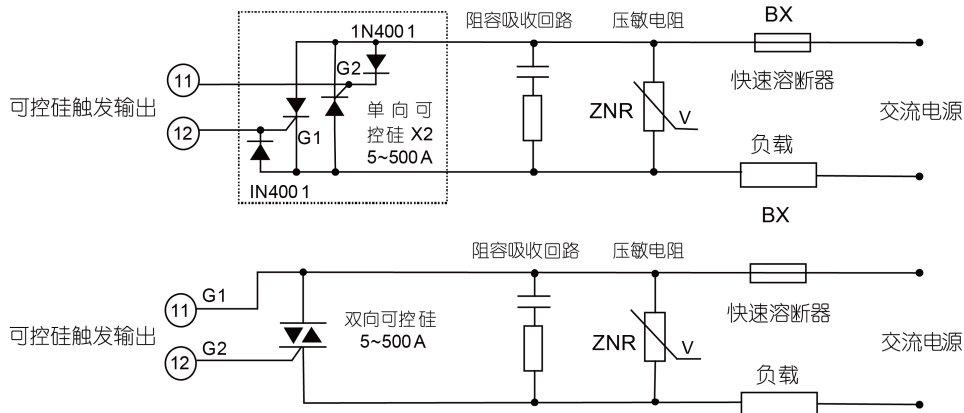 阻容吸收回路
压敏电阻
BX
1N4001
G2
11
可控硅触发输出
12
G1
单向可
控硅 X2
5~500A
IN4001
ZNR
V
快速溶断器
交流电源
负载
BX
阻容吸收回路
压敏电阻
11
G1
可控硅触发输出
12
G2
双向可控硅
5~500A
ZNR
V
快速溶断器
交流电源
负载